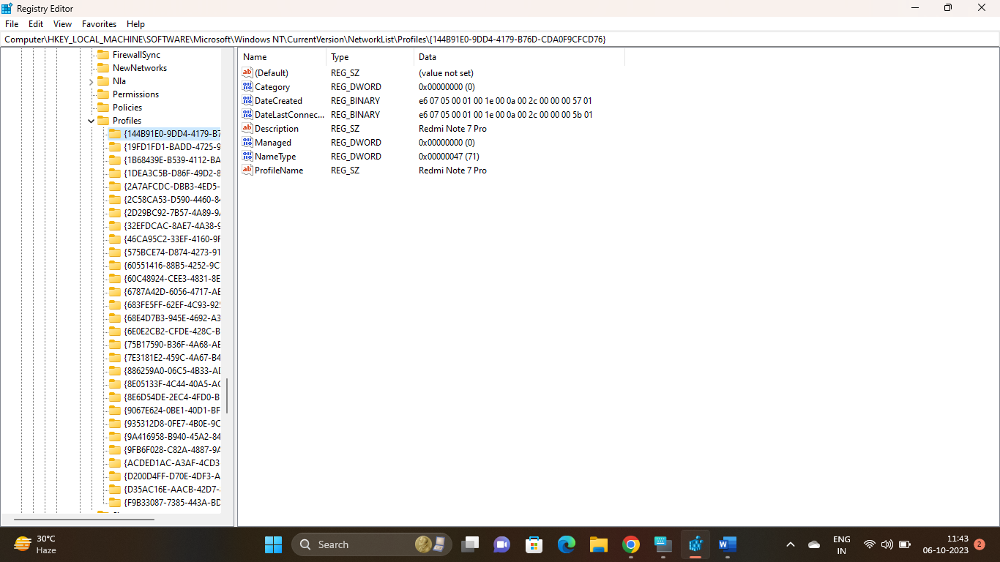 Registry Editor
File Edit View Favorites Help
Computer\HKEY_LOCAL_MACHINE\SOFTWARE\Microsoft\Windows NT\CurrentVersion\NetworkList\Profiles\{144B91E0-9DD4-4179-B76D-CDA0F9CFCD76}
FirewallSync
NewNetworks
Nla
Permissions
Policies
Profiles
{144B91E0-9DD4-4179-B7
{19FD1FD1-BADD-4725-9
{1B68439E-B539-4112-BA
{1DEA3C5B-D86F-49D2-8
{2A7AFCDC-DBB3-4ED5-
{2C58CA53-D590-4460-84
{2D29BC92-7B57-4A89-9A
{32EFDCAC-8AE7-4A38-9
{46CA95C2-33EF-4160-9F
{575BCE74-D874-4273-91
{60551416-88B5-4252-9C
{60C48924-CEE3-4831-8E
{6787A42D-6056-4717-AE
{683FE5FF-62EF-4C93-925
{68E4D7B3-945E-4692-A3
{6E0E2CB2-CFDE-428C-B
{75B17590-B36F-4A68-AE
{7E3181E2-459C-4A67-B4
{886259A0-06C5-4B33-AD
{8E05133F-4C44-40A5-AC
{8E6D54DE-2EC4-4FD0-B
{9067E624-0BE1-40D1-BF
{935312D8-0FE7-4B0E-9C
{9A416958-B940-45A2-84
{9FB6F028-C82A-4887-9A
{ACDED1AC-A3AF-4CD3
{D200D4FF-D70E-4DF3-A
{D35AC16E-AACB-42D7-
{F9B33087-7385-443A-BD
Name Type Data
(Default) REG_SZ (value not set)
Category REG_DWORD 0x00000000 (0)
DateCreated REG_BINARY e6 07 05 00 01 00 1e 00 0a 00 2c 00 00 00 57 01
DateLastConnec... REG_BINARY e6 07 05 00 01 00 1e 00 0a 00 2c 00 00 00 5b 01
Description REG_SZ Redmi Note 7 Pro
Managed REG_DWORD 0x00000000 (0)
NameType REG_DWORD 0x00000047 (71)
ProfileName REG_SZ Redmi Note 7 Pro
30°C
Haze
Search
ENG
IN
11:43
06-10-2023
2